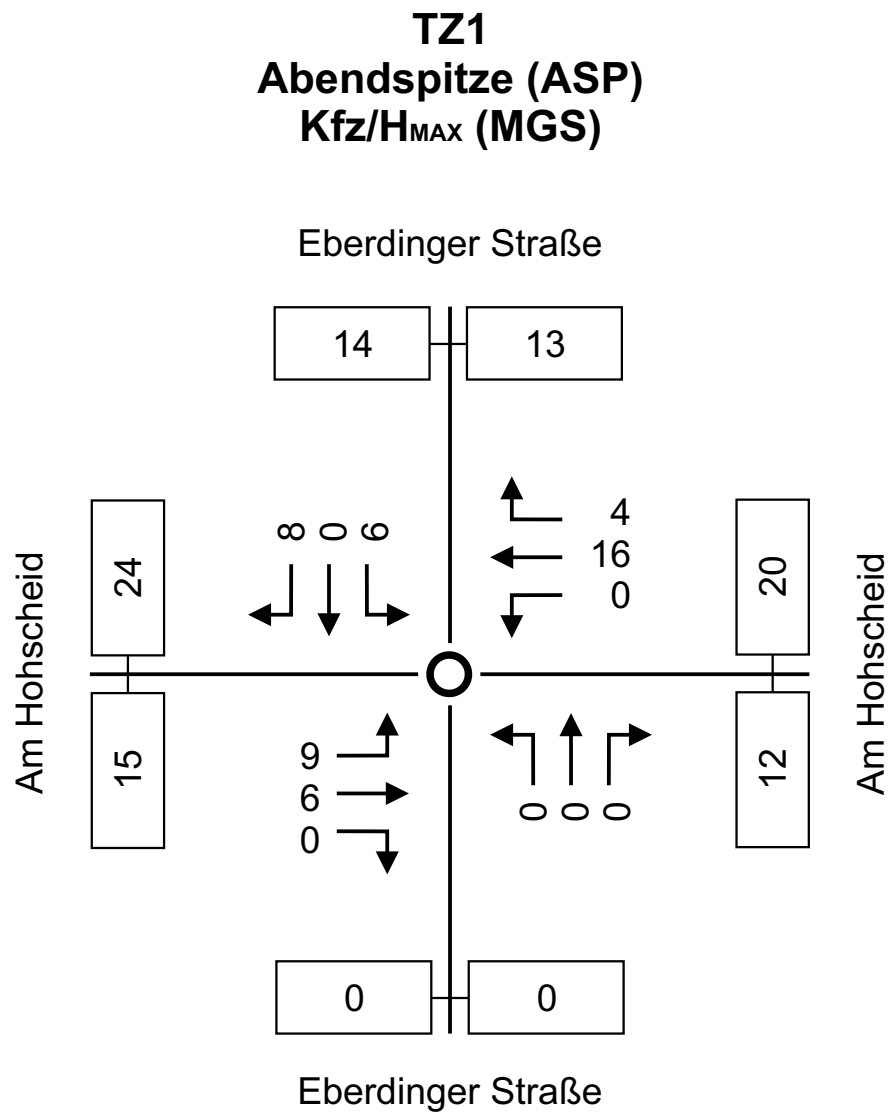 TZ1
Abendspitze (ASP)
Kfz/HMAX (MGS)
Eberdinger Straße
14 13
8 0 6
4
16
0
24
20
Am Hohscheid
Am Hohscheid
15
12
9
6
0
0 0 0
0 0
Eberdinger Straße